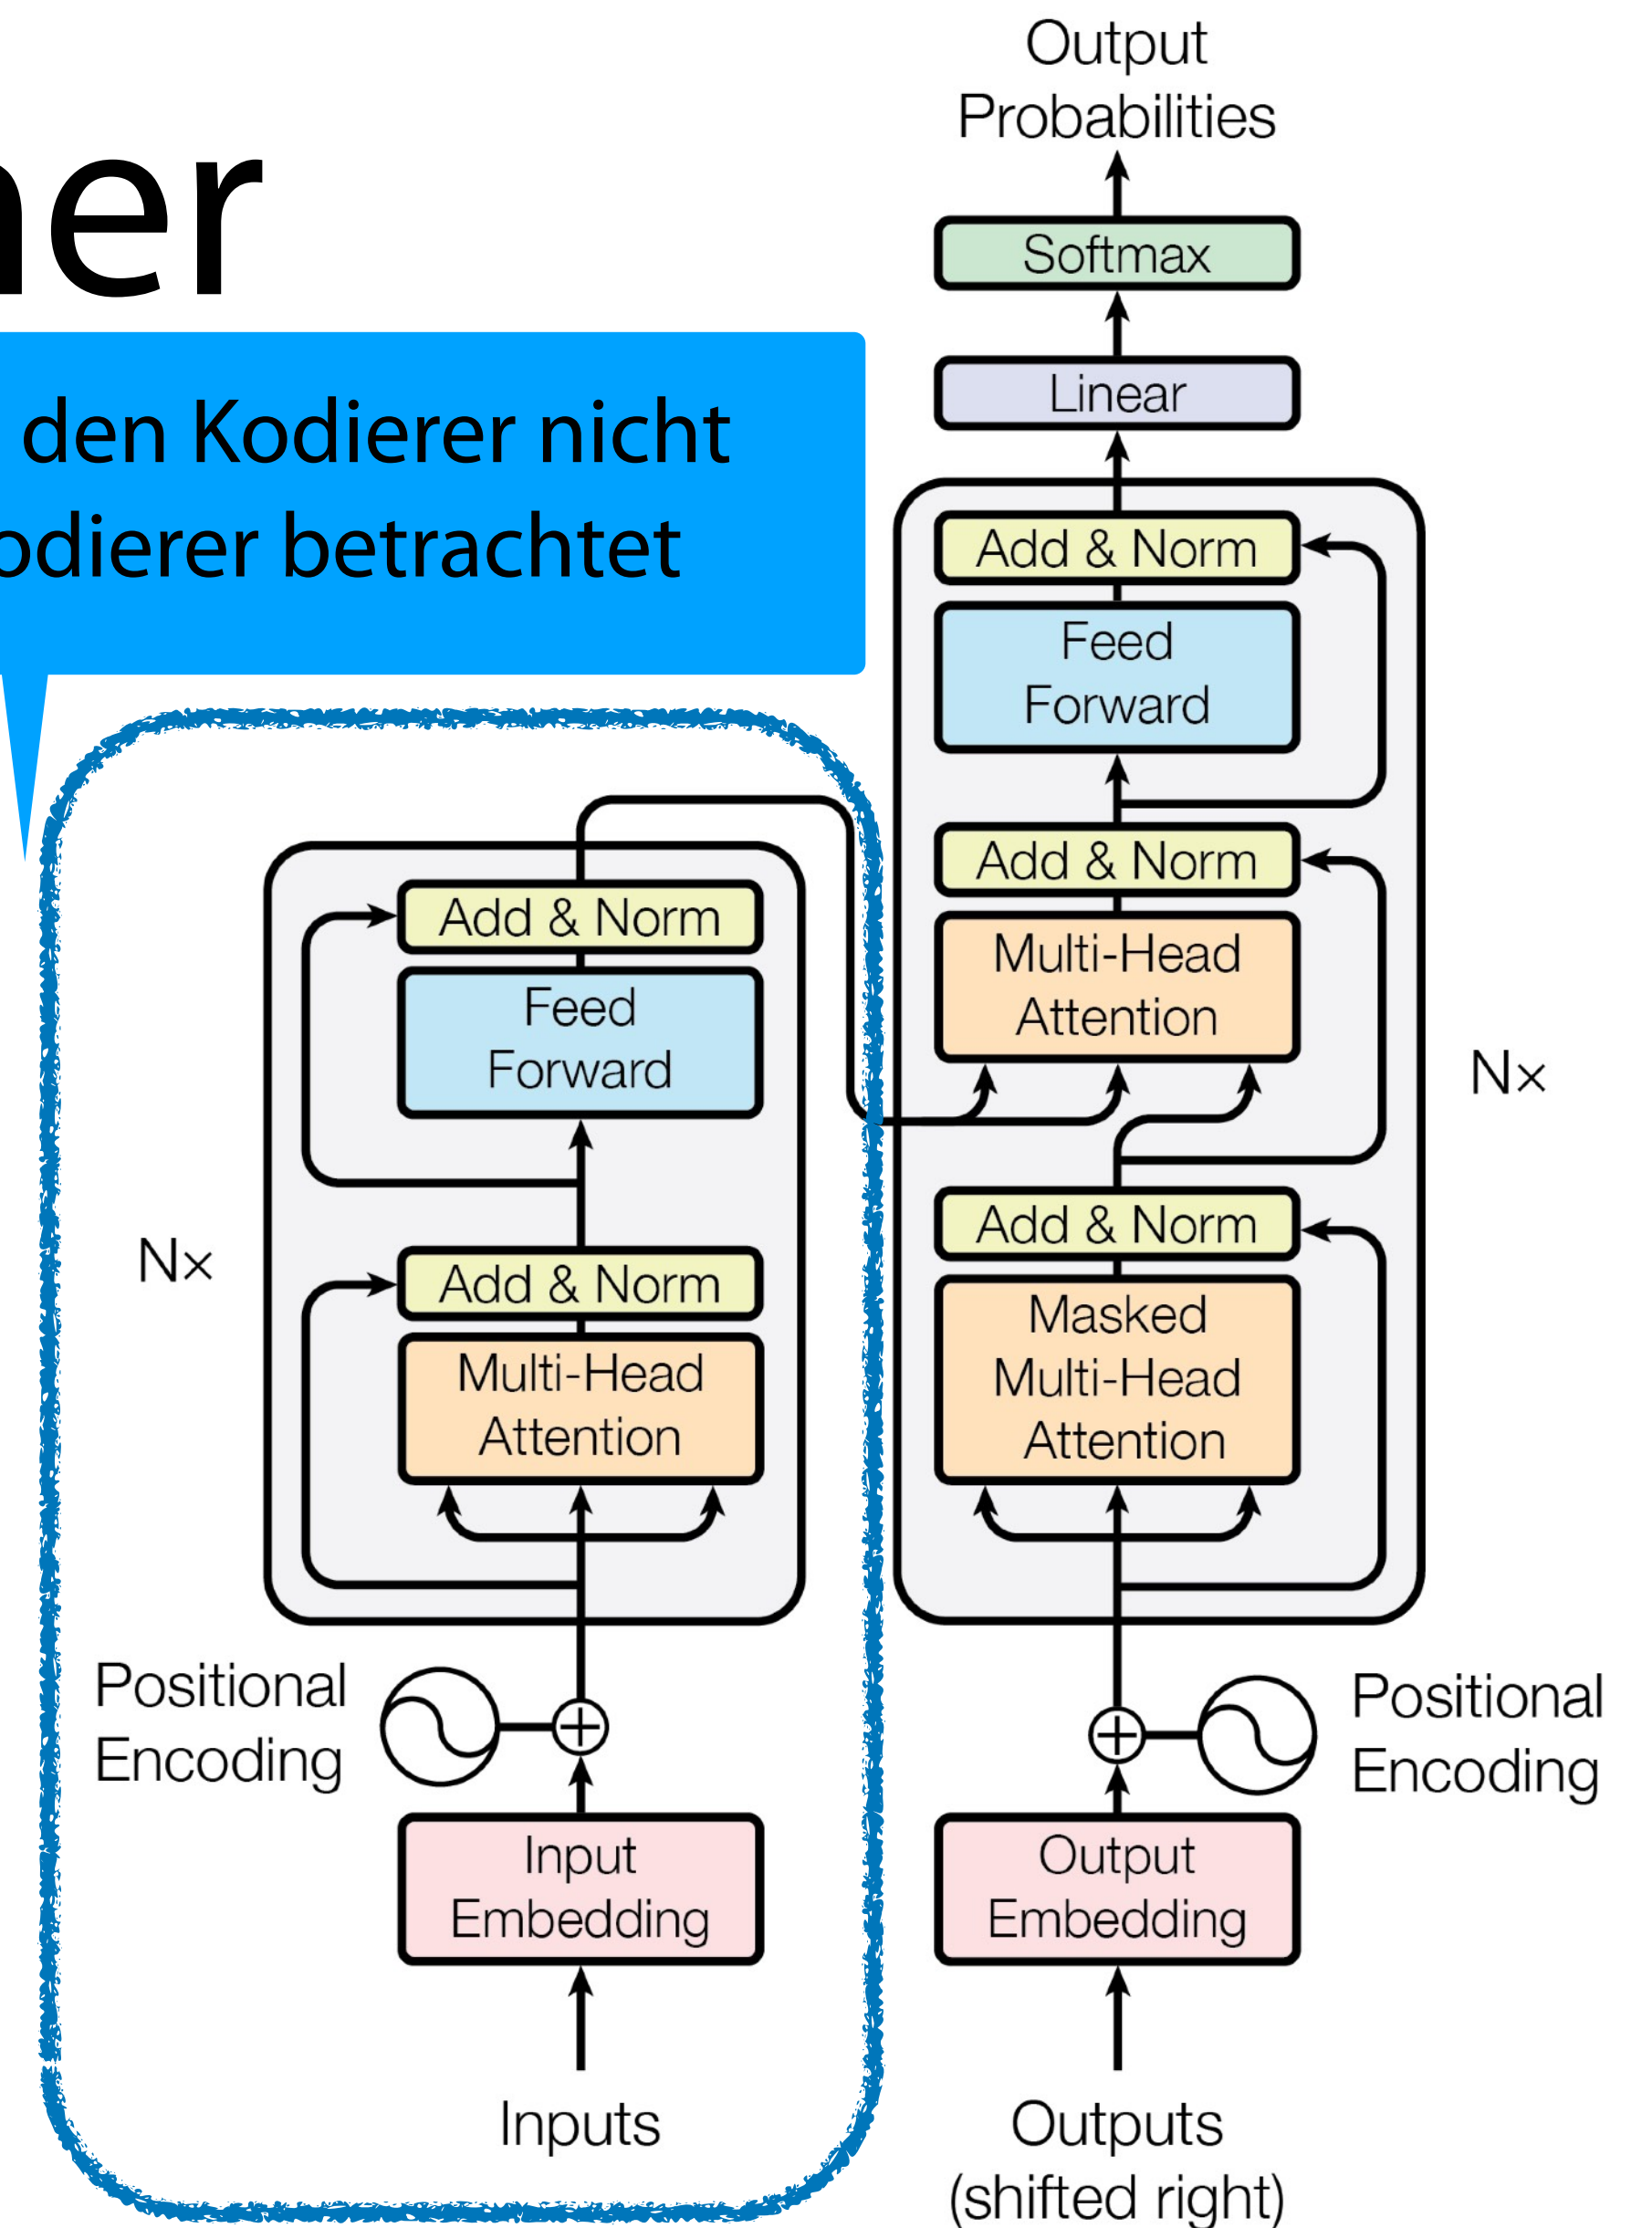 den Kodierer nicht
betrachtet
Output
Probabilities
Softmax
Linear
Add & Norm
Feed
Forward
Add & Norm
Multi-Head
Attention
Nx
Add & Norm
Masked
Multi-Head
Attention
Positional
Encoding
Output
Embedding
Outputs
(shifted right)
Add & Norm
Feed
Forward
Nx
Add & Norm
Multi-Head
Attention
Positional
Encoding
Input
Embedding
Inputs